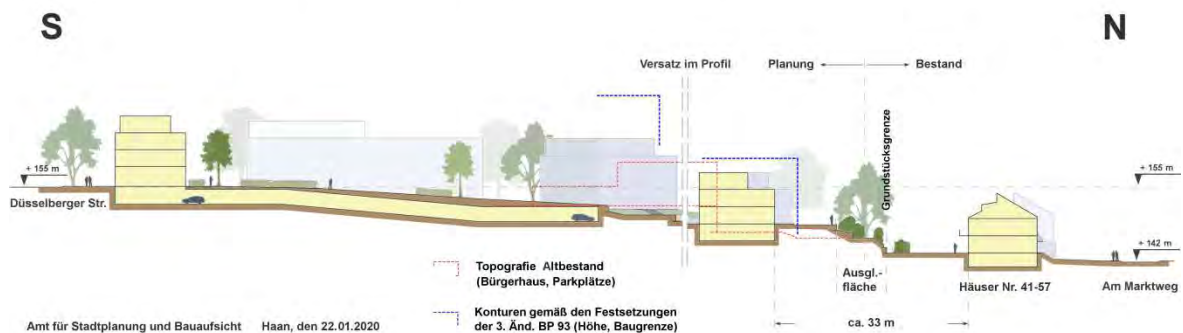 S
N
Versatz im Profil
Planung
Bestand
Grundstücksgrenze
+ 155 m
+ 155 m
Düsselberger Str.
+ 142 m
Topografie Altbestand
(Bürgerhaus, Parkplätze)
Ausgl.-
fläche
Häuser Nr. 41-57
Am Marktweg
Konturen gemäß den Festsetzungen
der 3. Änd. BP 93 (Höhe, Baugrenze)
ca. 33 m
Amt für Stadtplanung und Bauaufsicht Haan, den 22.01.2020